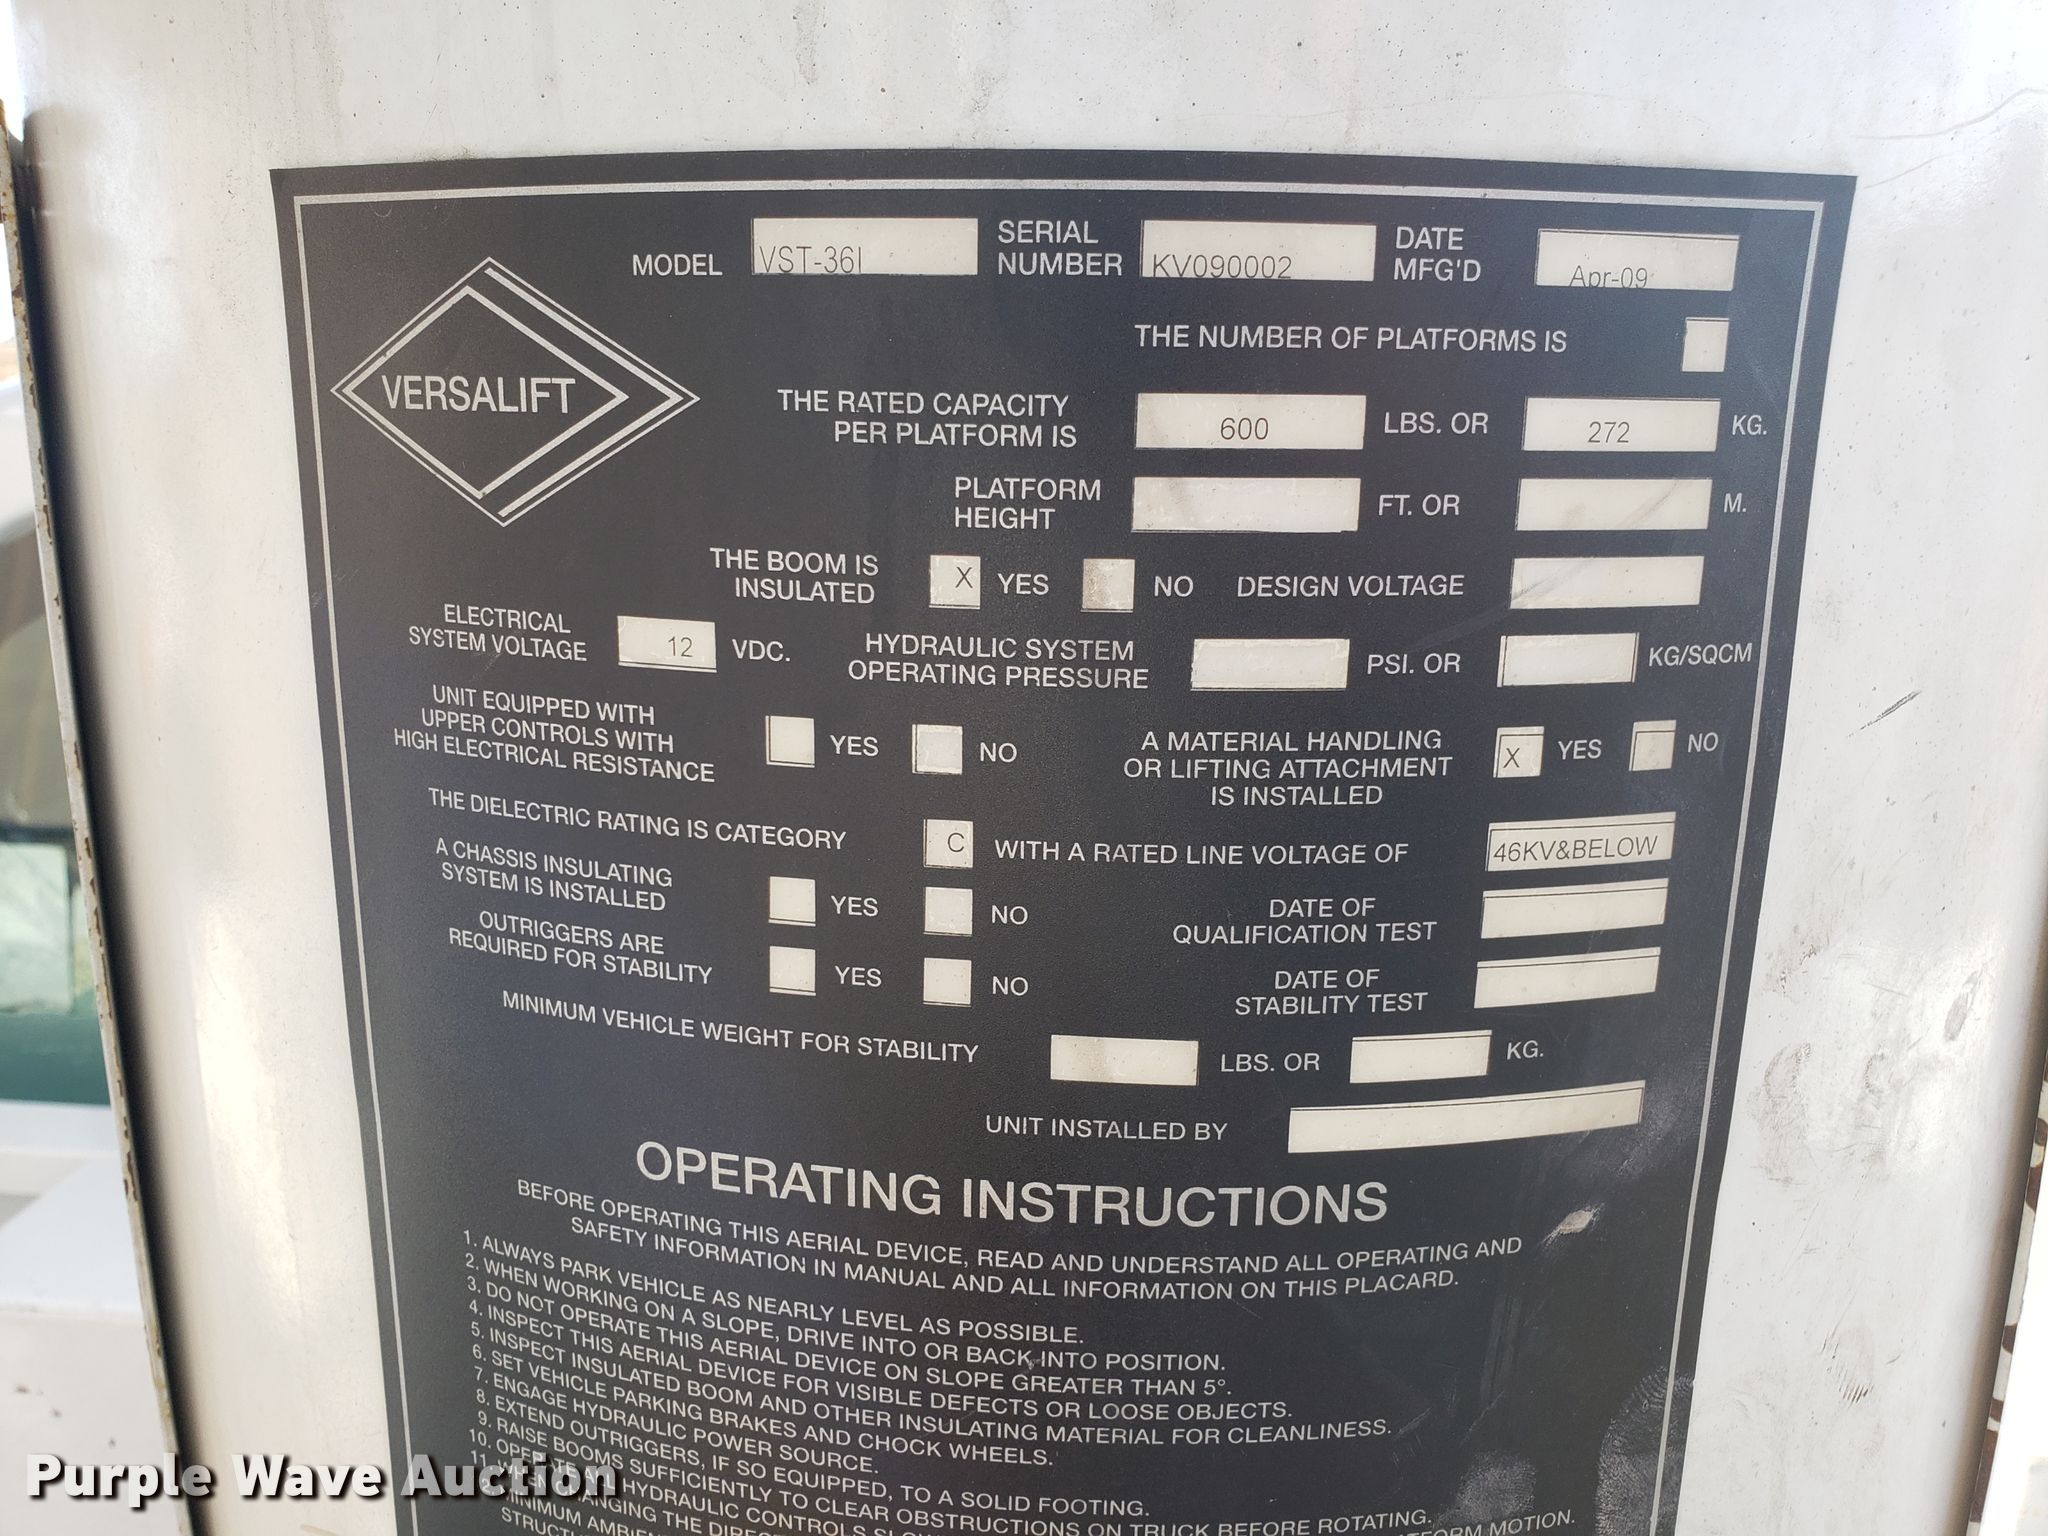 MODEL VST-36I SERIAL NUMBER KV090002 DATE MFG'D Apr-09
VERSALIFT
THE NUMBER OF PLATFORMS IS
THE RATED CAPACITY
PER PLATFORM IS 600 LBS. OR 272 KG.
PLATFORM
HEIGHT FT. OR M.
THE BOOM IS
INSULATED X YES NO DESIGN VOLTAGE
ELECTRICAL
SYSTEM VOLTAGE 12 VDC.
HYDRAULIC SYSTEM
OPERATING PRESSURE PSI. OR KG/SQCM
UNIT EQUIPPED WITH
UPPER CONTROLS WITH
HIGH ELECTRICAL RESISTANCE YES NO
A MATERIAL HANDLING
OR LIFTING ATTACHMENT
IS INSTALLED X YES NO
THE DIELECTRIC RATING IS CATEGORY C WITH A RATED LINE VOLTAGE OF 46KV&BELOW
A CHASSIS INSULATING
SYSTEM IS INSTALLED YES NO
DATE OF
QUALIFICATION TEST
OUTRIGGERS ARE
REQUIRED FOR STABILITY YES NO
DATE OF
STABILITY TEST
MINIMUM VEHICLE WEIGHT FOR STABILITY LBS. OR KG.
UNIT INSTALLED BY
OPERATING INSTRUCTIONS
BEFORE OPERATING THIS AERIAL DEVICE, READ AND UNDERSTAND ALL OPERATING AND
SAFETY INFORMATION IN MANUAL AND ALL INFORMATION ON THIS PLACARD.
1. ALWAYS PARK VEHICLE AS NEARLY LEVEL AS POSSIBLE.
2. WHEN WORKING ON A SLOPE, DRIVE INTO OR BACK INTO POSITION.
3. DO NOT OPERATE THIS AERIAL DEVICE ON SLOPE GREATER THAN 5°.
4. INSPECT THIS AERIAL DEVICE FOR VISIBLE DEFECTS OR LOOSE OBJECTS.
5. INSPECT INSULATED BOOM AND OTHER INSULATING MATERIAL FOR CLEANLINESS.
6. SET VEHICLE PARKING BRAKES AND CHOCK WHEELS.
7. ENGAGE HYDRAULIC POWER SOURCE.
8. EXTEND OUTRIGGERS, IF SO EQUIPPED, TO A SOLID FOOTING.
9. RAISE BOOMS SUFFICIENTLY TO CLEAR OBSTRUCTIONS ON TRUCK BEFORE ROTATING.
10. OPERATE ALL HYDRAULIC CONTROLS PLATFORM MOTION.
11. WHEN CHANGING THE
MINIMUM
Purple Wave Auction